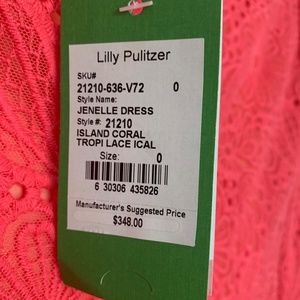 Lilly Pulitzer
SKU#
21210-636-V72 0
Style Name:
JENELLE DRESS
Style #: 21210
ISLAND CORAL
TROPI LACE ICAL
Size: 0
6 30306 435826
Manufacturer's Suggested Price
$348.00